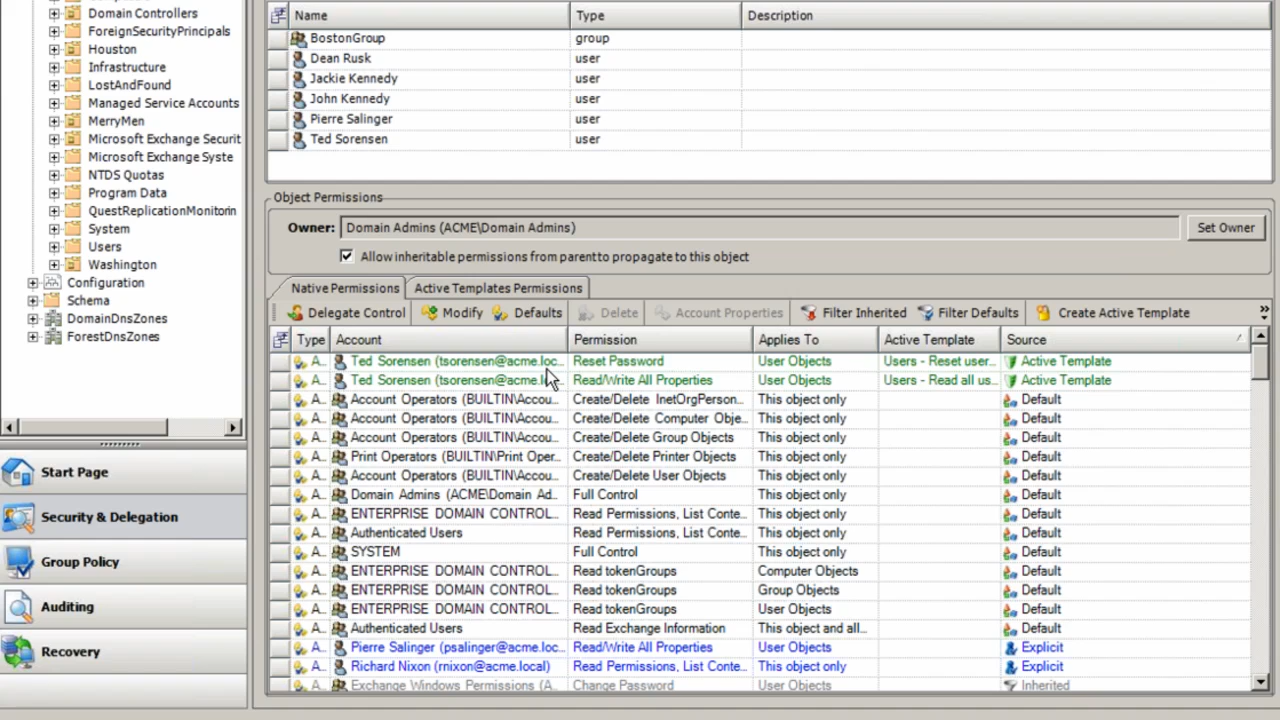 Domain Controllers
ForeignSecurityPrincipals
Houston
Infrastructure
LostAndFound
Managed Service Accounts
MerryMen
Microsoft Exchange Securit
Microsoft Exchange Syste
NTDS Quotas
Program Data
QuestReplicationMonitorin
System
Users
Washington
Configuration
Schema
DomainDnsZones
ForestDnsZones
Start Page
Security & Delegation
Group Policy
Auditing
Recovery
Name Type Description
BostonGroup group
Dean Rusk user
Jackie Kennedy user
John Kennedy user
Pierre Salinger user
Ted Sorensen user
Object Permissions
Owner: Domain Admins (ACME\Domain Admins) Set Owner
Allow inheritable permissions from parent to propagate to this object
Native Permissions Active Templates Permissions
Delegate Control Modify Defaults Delete Account Properties Filter Inherited Filter Defaults Create Active Template »
Type Account Permission Applies To Active Template Source
A... Ted Sorensen (tsorensen@acme.loc... Reset Password User Objects Users - Reset user... Active Template
A... Ted Sorensen (tsorensen@acme.loc... Read/Write All Properties User Objects Users - Read all us... Active Template
A... Account Operators (BUILTIN\Accou... Create/Delete InetOrgPerson... This object only Default
A... Account Operators (BUILTIN\Accou... Create/Delete Computer Obje... This object only Default
A... Account Operators (BUILTIN\Accou... Create/Delete Group Objects This object only Default
A... Print Operators (BUILTIN\Print Oper... Create/Delete Printer Objects This object only Default
A... Account Operators (BUILTIN\Accou... Create/Delete User Objects This object only Default
A... Domain Admins (ACME\Domain Ad... Full Control This object only Default
A... ENTERPRISE DOMAIN CONTROL... Read Permissions, List Conte... This object only Default
A... Authenticated Users Read Permissions, List Conte... This object only Default
A... SYSTEM Full Control This object only Default
A... ENTERPRISE DOMAIN CONTROL... Read tokenGroups Computer Objects Default
A... ENTERPRISE DOMAIN CONTROL... Read tokenGroups Group Objects Default
A... ENTERPRISE DOMAIN CONTROL... Read tokenGroups User Objects Default
A... Authenticated Users Read Exchange Information This object and all... Default
A... Pierre Salinger (psalinger@acme.loc... Read/Write All Properties User Objects Explicit
A... Richard Nixon (rnixon@acme.local) Read Permissions, List Conte... This object only Explicit
A... Exchange Windows Permissions (A... Change Password User Objects Inherited